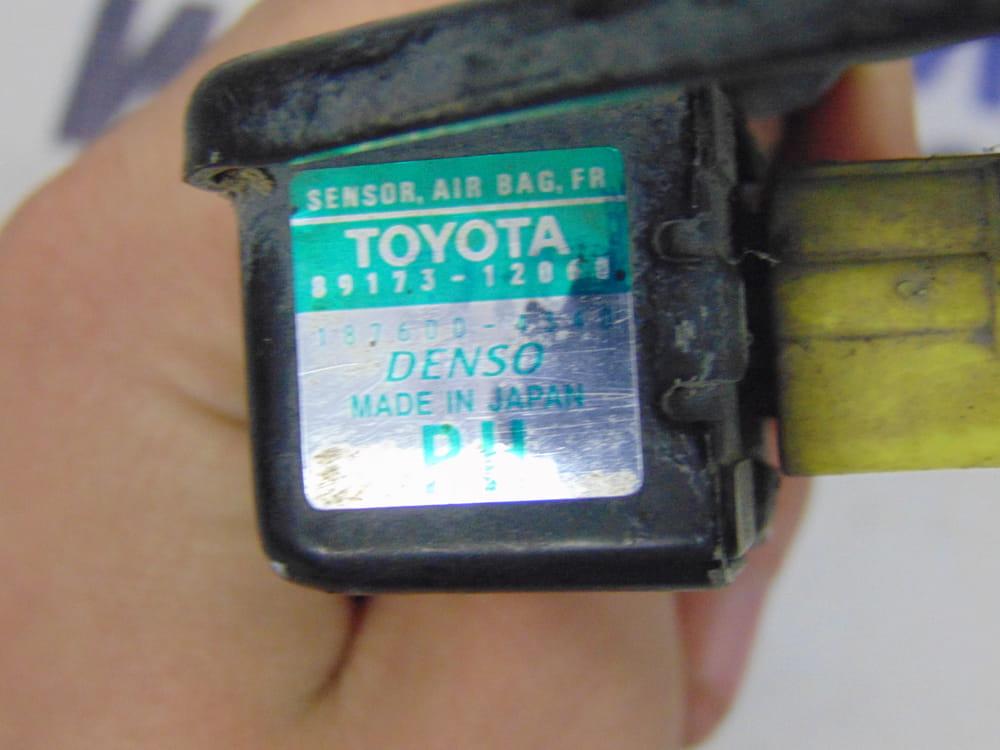 SENSOR, AIR BAG, FR
TOYOTA
89173-12060
DENSO
MADE IN JAPAN